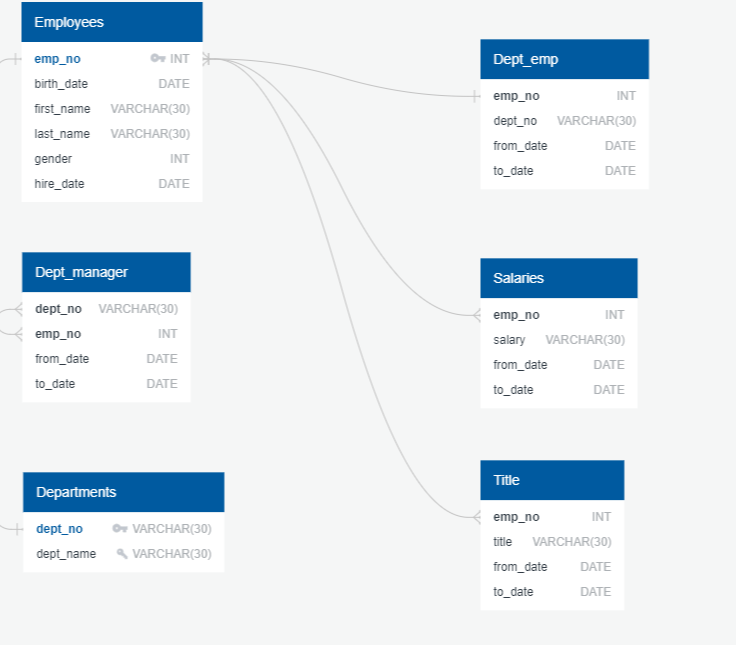 Employees
emp_no INT
birth_date DATE
first_name VARCHAR(30)
last_name VARCHAR(30)
gender INT
hire_date DATE
Dept_manager
dept_no VARCHAR(30)
emp_no INT
from_date DATE
to_date DATE
Departments
dept_no VARCHAR(30)
dept_name VARCHAR(30)
Dept_emp
emp_no INT
dept_no VARCHAR(30)
from_date DATE
to_date DATE
Salaries
emp_no INT
salary VARCHAR(30)
from_date DATE
to_date DATE
Title
emp_no INT
title VARCHAR(30)
from_date DATE
to_date DATE